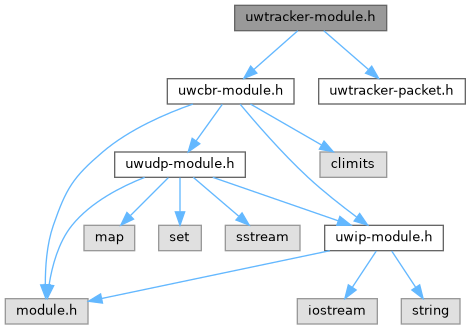 uwtracker-module.h
uwcbr-module.h
uwtracker-packet.h
uwudp-module.h
climits
map
set
sstream
uwip-module.h
module.h
iostream
string